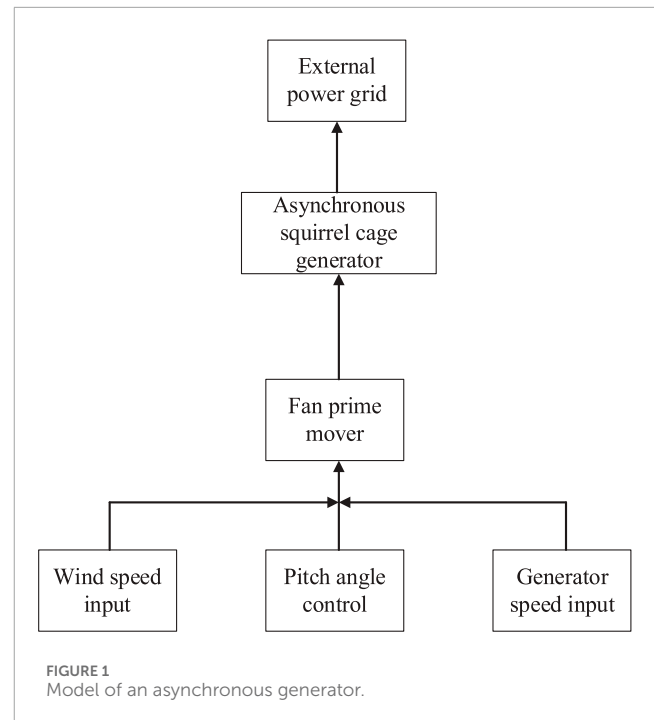 External
power grid
Asynchronous
squirrel cage
generator
Fan prime
mover
Wind speed
input
Pitch angle
control
Generator
speed input
FIGURE 1
Model of an asynchronous generator.